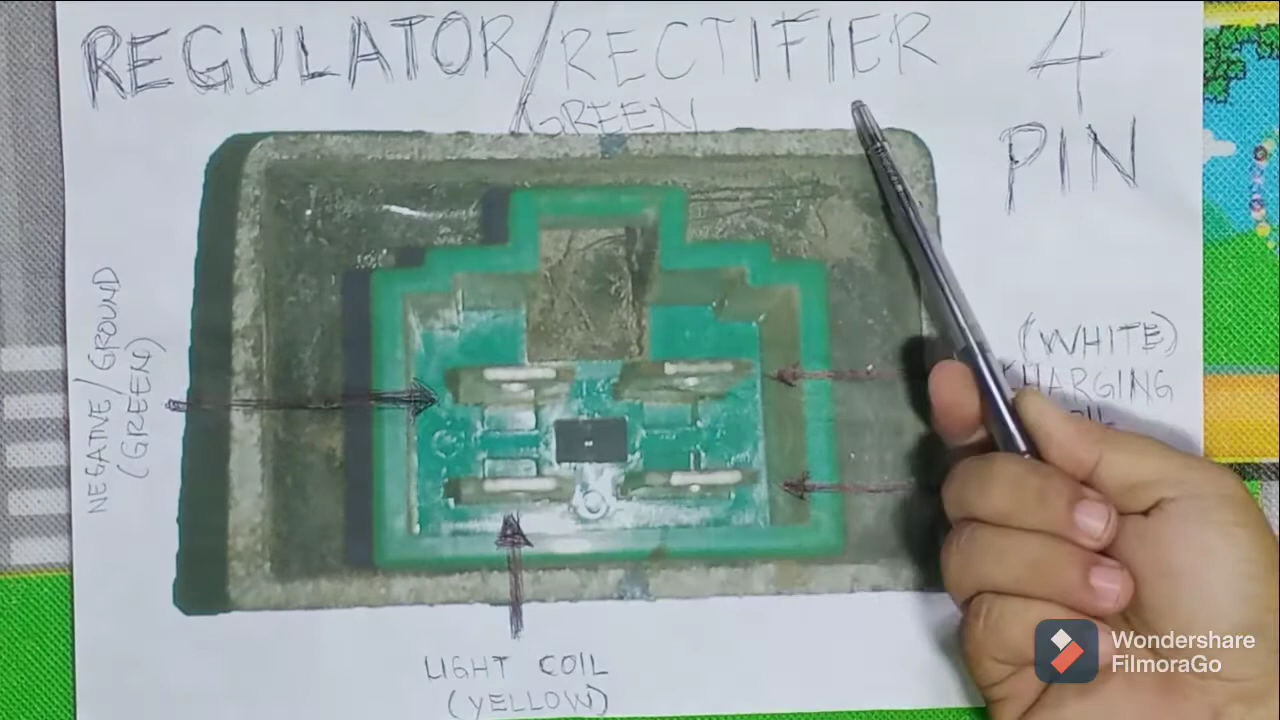 REGULATOR/RECTIFIER
4
PIN
GREEN
NEGATIVE/GROUND
(GREEN)
(WHITE)
CHARGING
LIGHT COIL
(YELLOW)
Wondershare
FilmoraGo